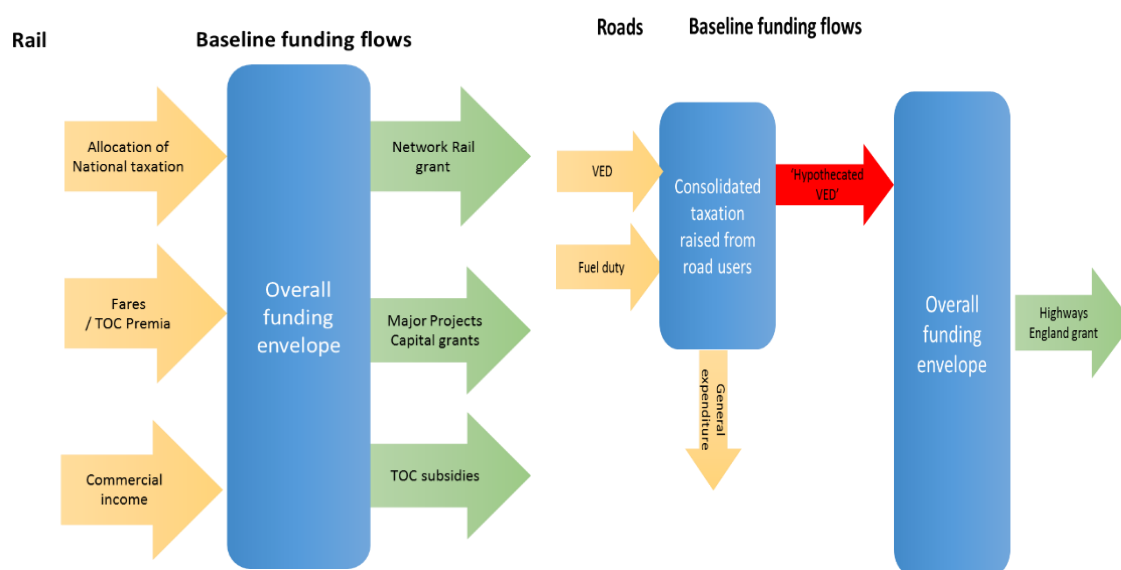 Rail
Baseline funding flows
Allocation of
National taxation
Fares
/ TOC Premia
Commercial
income
Overall
funding
envelope
Network Rail
grant
Major Projects
Capital grants
TOC subsidies
Roads
Baseline funding flows
VED
Fuel duty
Consolidated
taxation
raised from
road users
‘Hypothecated
VED’
General
expenditure
Overall
funding
envelope
Highways
England grant